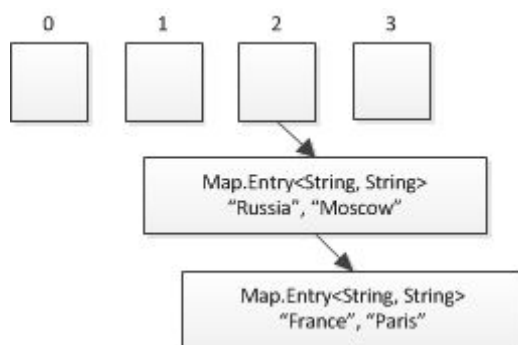 0 1 2 3
Map.Entry<String, String>
“Russia”, “Moscow”
Map.Entry<String, String>
“France”, “Paris”